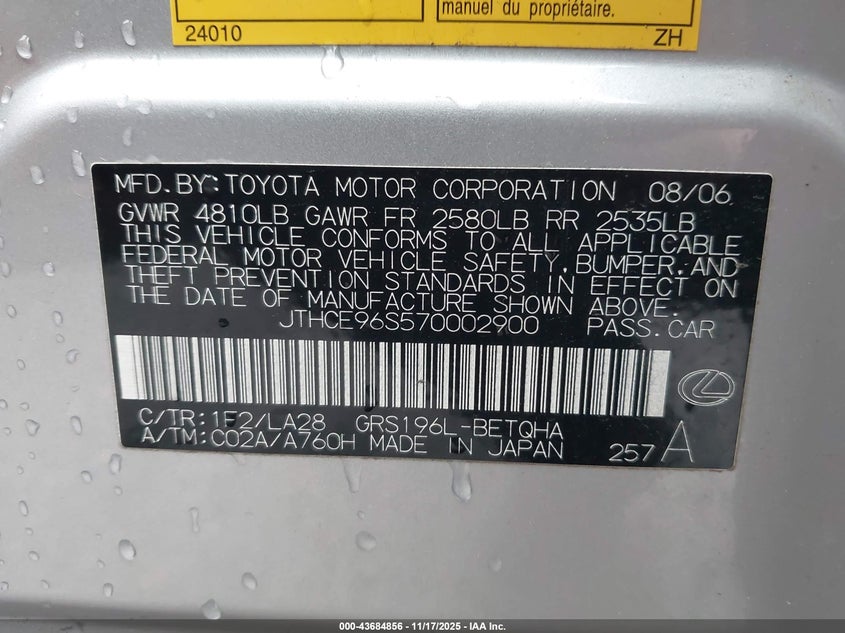 manuel du propriétaire.
24010 ZH
MFD.BY:TOYOTA MOTOR CORPORATION 08/06
GVWR 4810LB GAWR FR 2580LB RR 2535LB
THIS VEHICLE CONFORMS TO ALL APPLICABLE
FEDERAL MOTOR VEHICLE SAFETY,BUMPER,AND
THEFT PREVENTION STANDARDS IN EFFECT ON
THE DATE OF MANUFACTURE SHOWN ABOVE.
JTHCE96S570002900 PASS.CAR
C/TR:1F2/LA28 GRS196L-BETQHA
A/TM:C02A/A760H MADE IN JAPAN 257 A
000-43684856 - 11/17/2025 - IAA Inc.